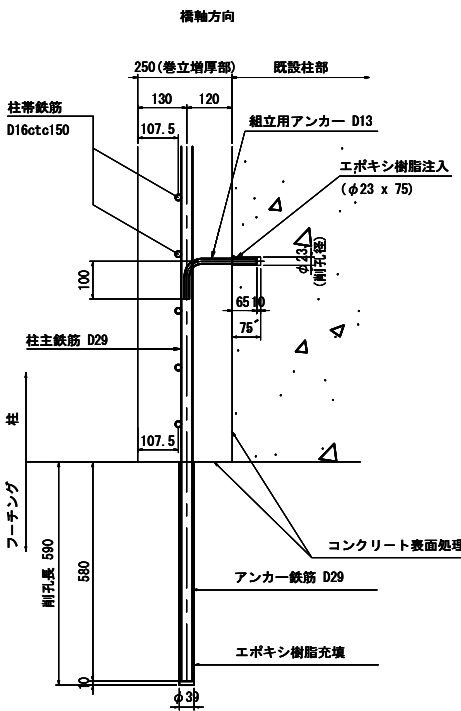 橋軸方向
250(巻立増厚部)
既設柱部
130
120
柱帯鉄筋
D16ctc150
107.5
組立用アンカー D13
エポキシ樹脂注入
(φ23 x 75)
φ23
(削孔径)
100
65
10
75
柱主鉄筋 D29
柱
107.5
フーチング
コンクリート表面処理
削孔長 590
580
アンカー鉄筋 D29
エポキシ樹脂充填
10
φ39